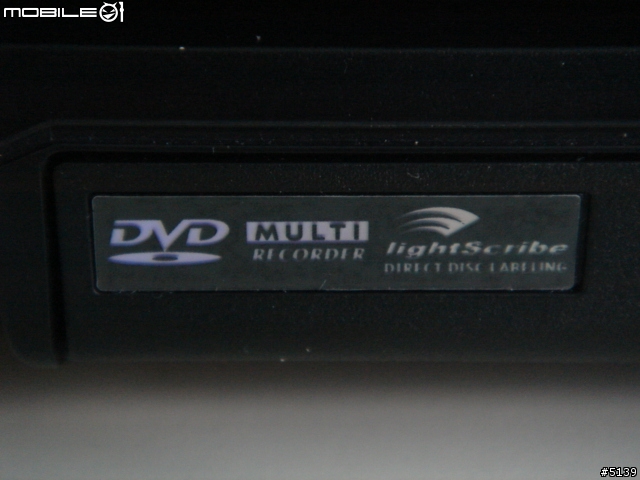 MOBILE01
DVD MULTI RECORDER
lightScribe
DIRECT DISC LABELING
#5139